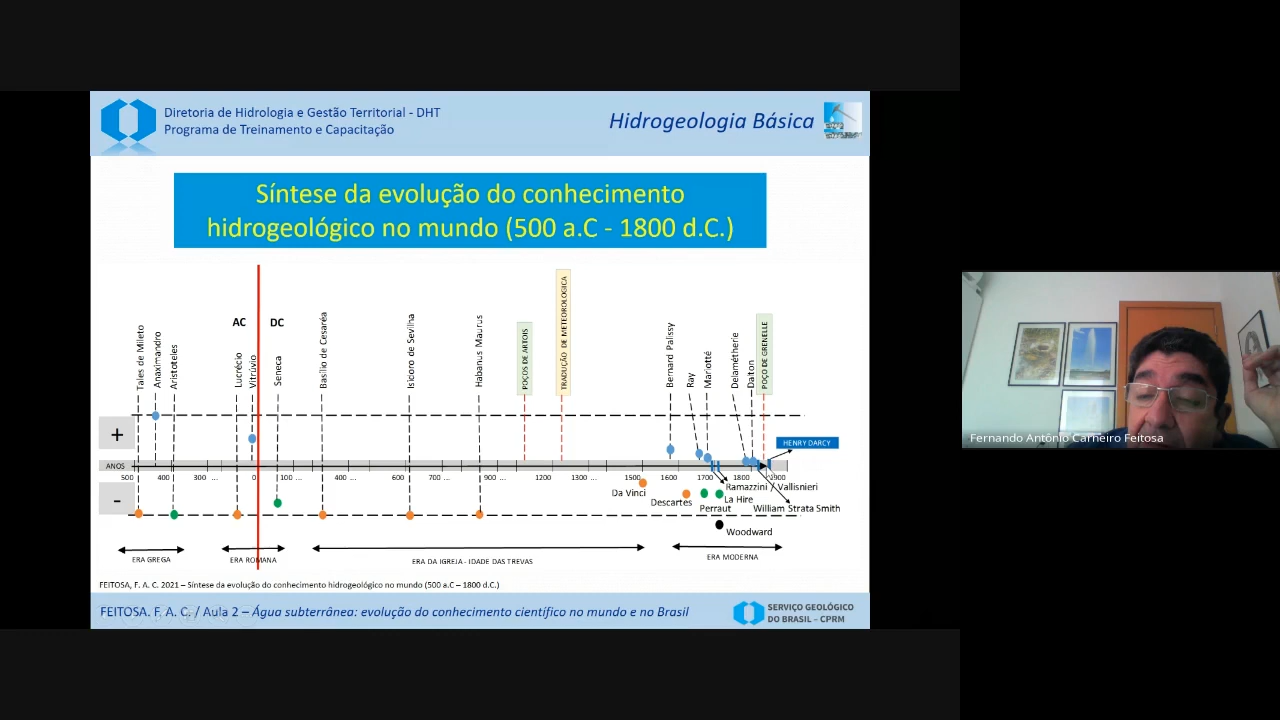 Diretoria de Hidrologia e Gestão Territorial - DHT
Programa de Treinamento e Capacitação
Hidrogeologia Básica
Síntese da evolução do conhecimento
hidrogeológico no mundo (500 a.C - 1800 d.C.)
AC
DC
Tales de Mileto
Anaximandro
Aristoteles
Lucrécio
Vitrúvio
Seneca
Basílio de Cesaréa
Isidoro de Sevilha
Habanus Maurus
POÇOS DE ARTOIS
TRADUÇÃO DE METEOROLOGICA
Bernard Palissy
Ray
Mariotté
Delamétherie
Dalton
POÇO DE GRENELLE
+
HENRY DARCY
ANOS
500 400 300 ... 0 100 ... 400 ... 600 700 ... 900 ... 1100 1200 1300 ... 1500 1600 1700 1800 1900
-
Da Vinci
Descartes
Perraut
La Hire
Ramazzini / Vallisnieri
William Strata Smith
Woodward
ERA GREGA
ERA ROMANA
ERA DA IGREJA - IDADE DAS TREVAS
ERA MODERNA
FEITOSA, F. A. C. 2021 – Síntese da evolução do conhecimento hidrogeológico no mundo (500 a.C – 1800 d.C.)
FEITOSA. F. A. C. / Aula 2 – Água subterrânea: evolução do conhecimento científico no mundo e no Brasil
SERVIÇO GEOLÓGICO
DO BRASIL – CPRM
Fernando Antônio Carneiro Feitosa